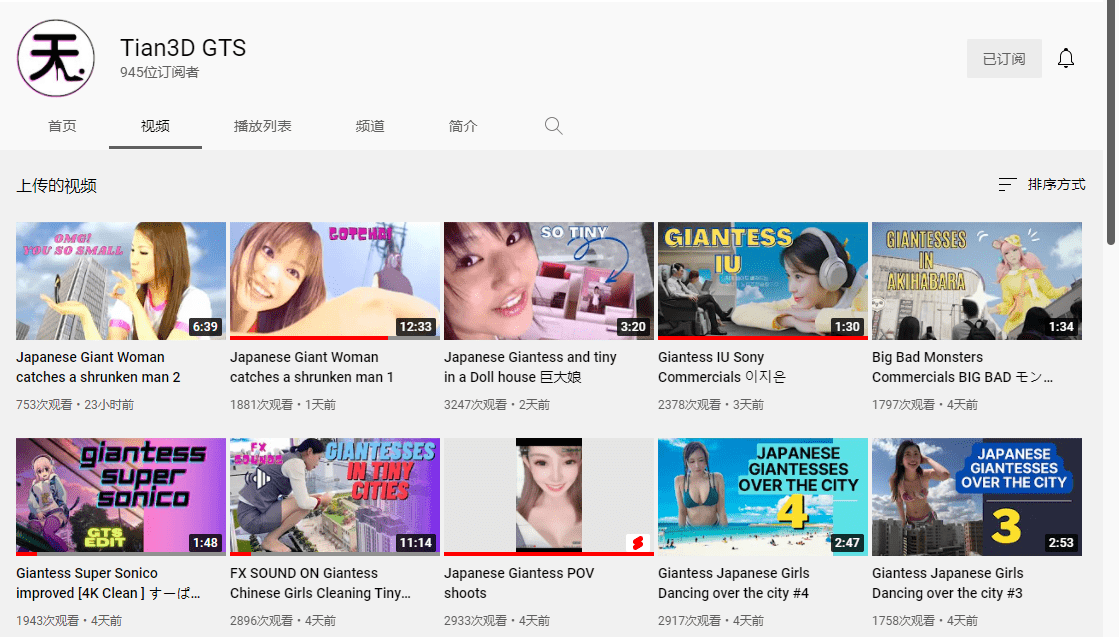 天
Tian3D GTS
945位订阅者
已订阅
首页
视频
播放列表
频道
简介
上传的视频
排序方式
OMG!
YOU SO SMALL
6:39
GOTCHA!
12:33
SO TINY
3:20
GIANTESS
IU
1:30
GIANTESSES
IN
AKIHABARA
1:34
Japanese Giant Woman
catches a shrunken man 2
753次观看・23小时前
Japanese Giant Woman
catches a shrunken man 1
1881次观看・1天前
Japanese Giantess and tiny
in a Doll house 巨大娘
3247次观看・2天前
Giantess IU Sony
Commercials 이지은
2378次观看・3天前
Big Bad Monsters
Commercials BIG BAD モン...
1797次观看・4天前
giantess
super
sonico
GTS
EDIT
1:48
FX
SOUNDS
GIANTESSES
IN TINY
CITIES
11:14
JAPANESE
GIANTESSES
OVER THE CITY
4
2:47
JAPANESE
GIANTESSES
OVER THE CITY
3
2:53
Giantess Super Sonico
improved [4K Clean ] すーぱ...
1943次观看・4天前
FX SOUND ON Giantess
Chinese Girls Cleaning Tiny...
2896次观看・4天前
Japanese Giantess POV
shoots
2933次观看・4天前
Giantess Japanese Girls
Dancing over the city #4
2917次观看・4天前
Giantess Japanese Girls
Dancing over the city #3
1758次观看・4天前